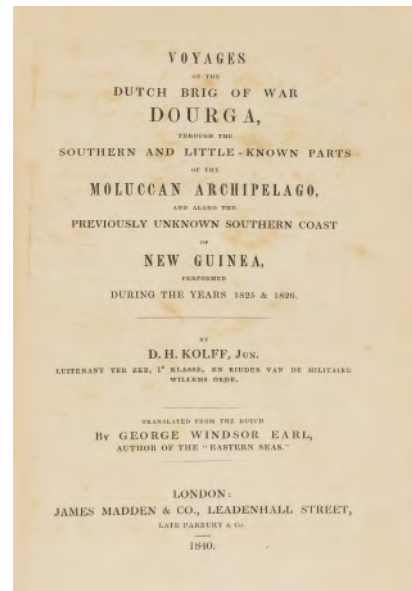 VOYAGES
OF THE
DUTCH BRIG OF WAR
DOURGA,
THROUGH THE
SOUTHERN AND LITTLE-KNOWN PARTS
OF THE
MOLUCCAN ARCHIPELAGO,
AND ALONG THE
PREVIOUSLY UNKNOWN SOUTHERN COAST
OF
NEW GUINEA,
PERFORMED
DURING THE YEARS 1825 & 1826.
BY
D. H. KOLFF, JUN.
LUITENANT TER ZEE, 1e KLASSE, EN RIDDER VAN DE MILITAIRE
WILLEMS ORDE.
TRANSLATED FROM THE DUTCH
BY GEORGE WINDSOR EARL,
AUTHOR OF THE "EASTERN SEAS."
LONDON:
JAMES MADDEN & CO., LEADENHALL STREET,
LATE PARBURY & Co.
1840.